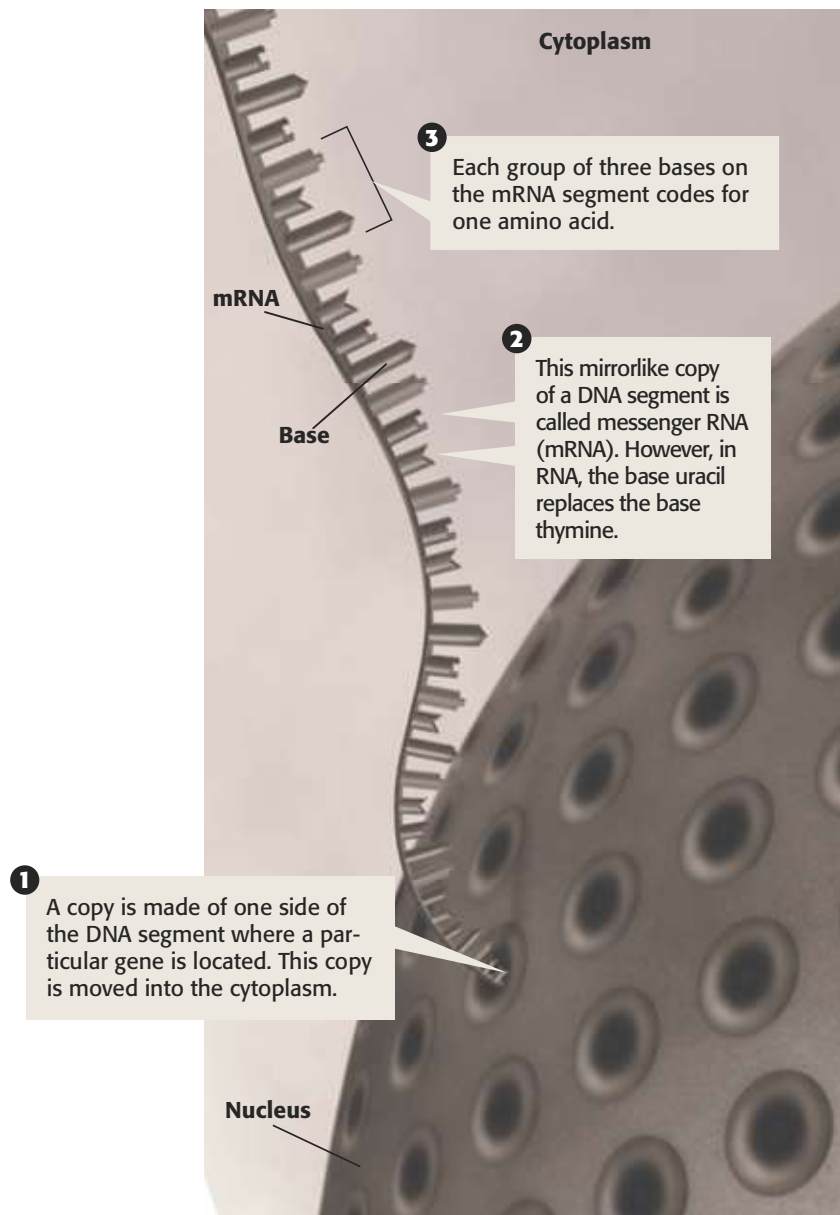 Cytoplasm
3
Each group of three bases on
the mRNA segment codes for
one amino acid.
mRNA
2
This mirrorlike copy
of a DNA segment is
called messenger RNA
(mRNA). However, in
RNA, the base uracil
replaces the base
thymine.
Base
1
A copy is made of one side of
the DNA segment where a par-
ticular gene is located. This copy
is moved into the cytoplasm.
Nucleus